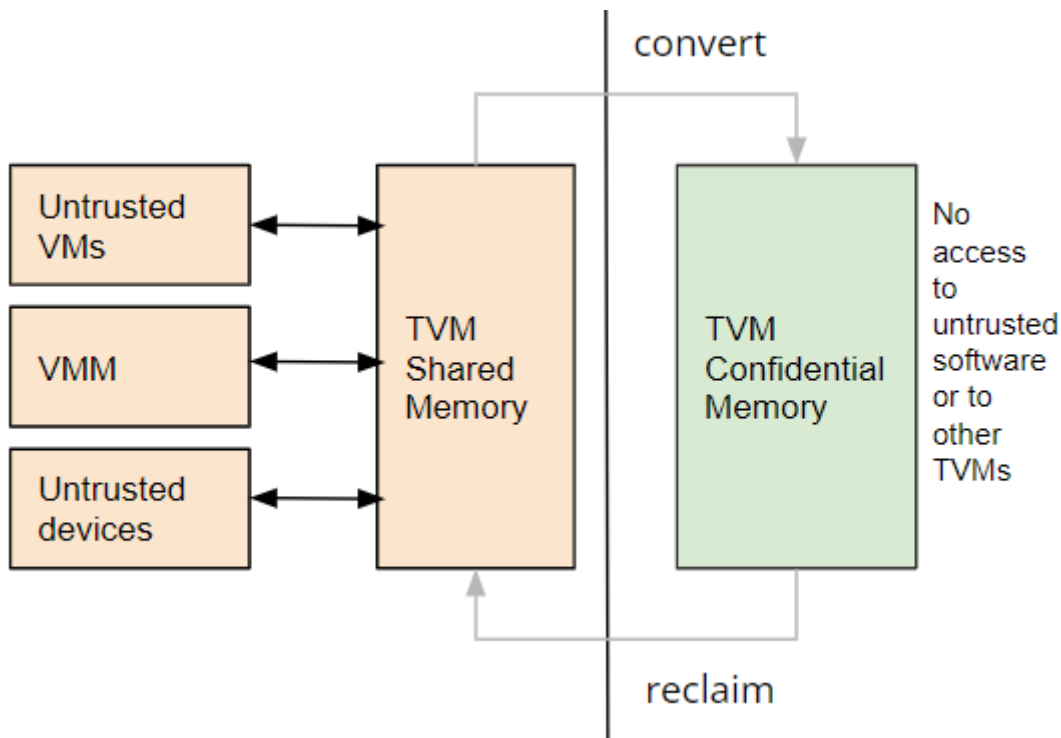 convert
Untrusted
VMs
VMM
Untrusted
devices
TVM
Shared
Memory
TVM
Confidential
Memory
No
access
to
untrusted
software
or to
other
TVMs
reclaim